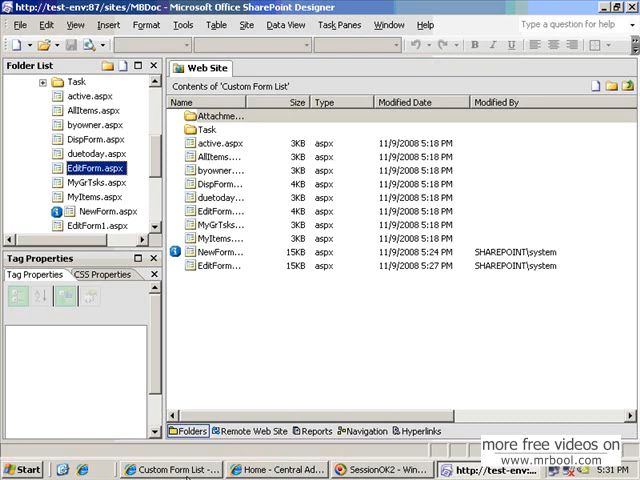 http://test-env:87/sites/MBDoc - Microsoft Office SharePoint Designer
File Edit View Insert Format Tools Table Site Data View Task Panes Window Help Type a question for help
Folder List
Task
active.aspx
AllItems.aspx
byowner.aspx
DispForm.aspx
duetoday.aspx
EditForm.aspx
MyGrTsks.aspx
MyItems.aspx
NewForm.aspx
EditForm1.aspx
Tag Properties
Tag Properties CSS Properties
Web Site
Contents of 'Custom Form List'
Name Size Type Modified Date Modified By
Attachme...
Task
active.aspx 3KB aspx 11/9/2008 5:18 PM
AllItems.... 3KB aspx 11/9/2008 5:18 PM
byowner.... 3KB aspx 11/9/2008 5:18 PM
DispForm... 4KB aspx 11/9/2008 5:18 PM
duetoday... 3KB aspx 11/9/2008 5:18 PM
EditForm... 4KB aspx 11/9/2008 5:18 PM
MyGrTsks... 3KB aspx 11/9/2008 5:18 PM
MyItems.... 3KB aspx 11/9/2008 5:18 PM
NewForm... 15KB aspx 11/9/2008 5:24 PM SHAREPOINT\system
EditForm... 15KB aspx 11/9/2008 5:27 PM SHAREPOINT\system
Folders Remote Web Site Reports Navigation Hyperlinks
more free videos on
www.mrbool.com
Start Custom Form List -... Home - Central Ad... SessionOK2 - Win... http://test-env:... 5:31 PM